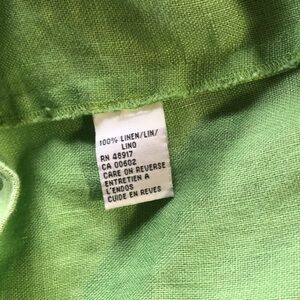 100% LINEN/LIN/
LINO
RN 48917
CA 00602
CARE ON REVERSE
ENTRETIEN A
L'ENDOS
CUIDE EN REVES